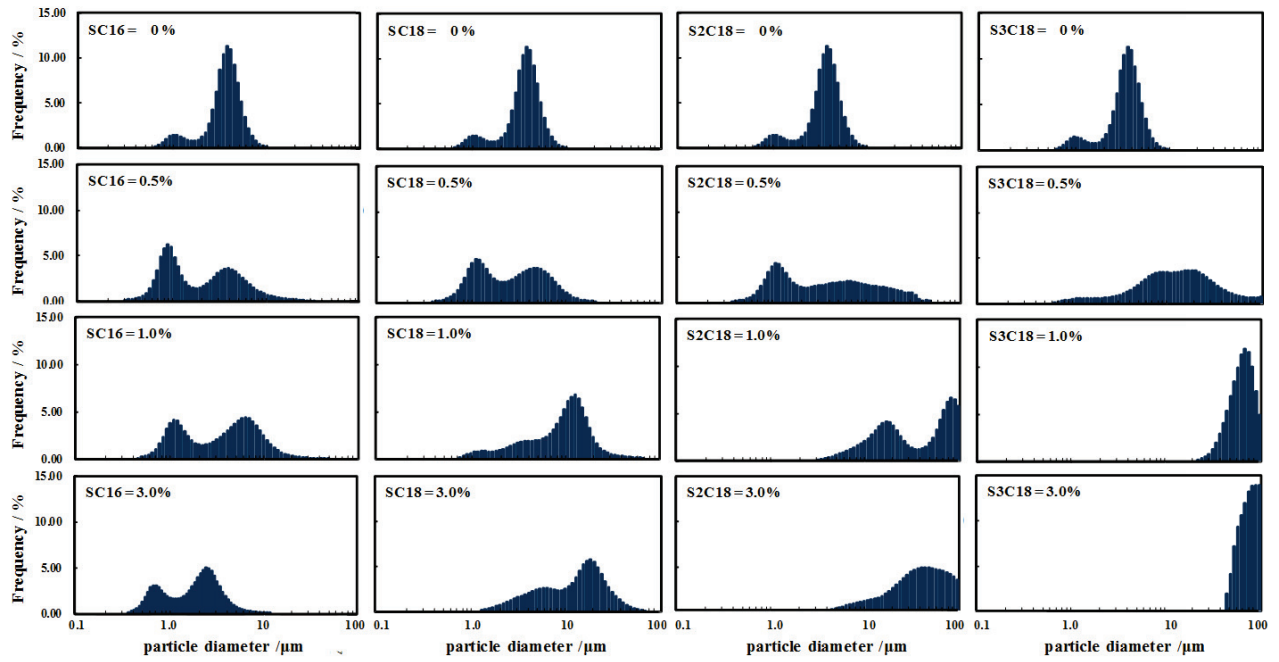 15.00 SC16 = 0 % SC18 = 0 % S2C18 = 0 % S3C18 = 0 %
Frequency / %
10.00
5.00
0.00
15.00 SC16 = 0.5% SC18 = 0.5% S2C18 = 0.5% S3C18 = 0.5%
Frequency / %
10.00
5.00
0.00
15.00 SC16 = 1.0% SC18 = 1.0% S2C18 = 1.0% S3C18 = 1.0%
Frequency / %
10.00
5.00
0.00
15.00 SC16 = 3.0% SC18 = 3.0% S2C18 = 3.0% S3C18 = 3.0%
Frequency / %
10.00
5.00
0.00
0.1 1.0 10 100 0.1 1.0 10 100 0.1 1.0 10 100 0.1 1.0 10 100
particle diameter /μm particle diameter /μm particle diameter /μm particle diameter /μm